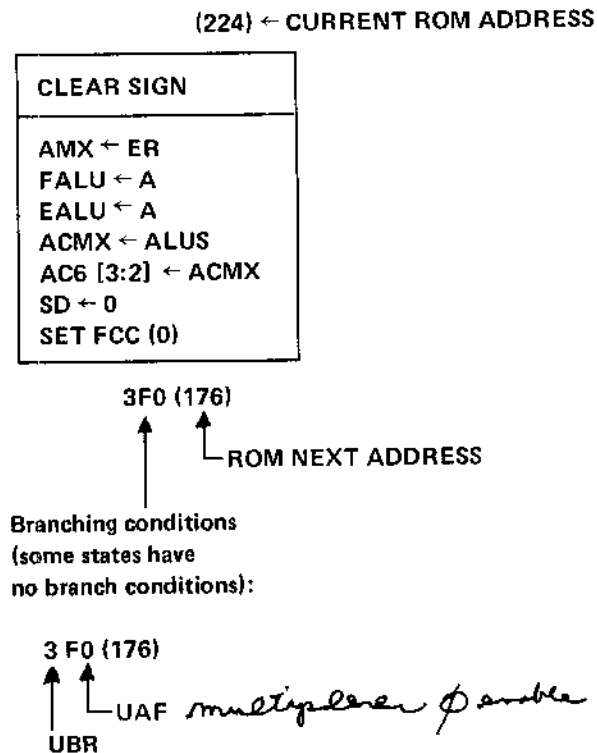 (224) ← CURRENT ROM ADDRESS
CLEAR SIGN
AMX ← ER
FALU ← A
EALU ← A
ACMX ← ALUS
AC6 [3:2] ← ACMX
SD ← 0
SET FCC (0)
3F0 (176)
ROM NEXT ADDRESS
Branching conditions
(some states have
no branch conditions):
3 F0 (176)
UAF multiplexer ϕ enable
UBR